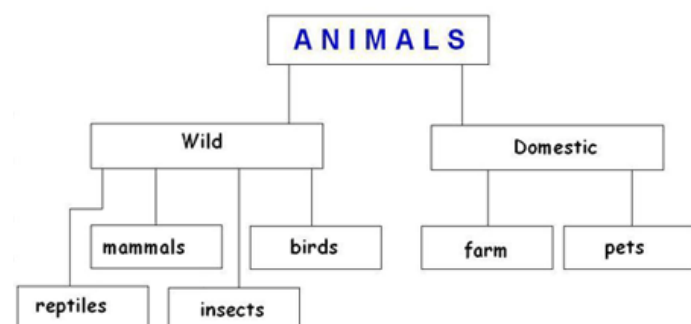 ANIMALS
Wild
Domestic
mammals
birds
farm
pets
reptiles
insects